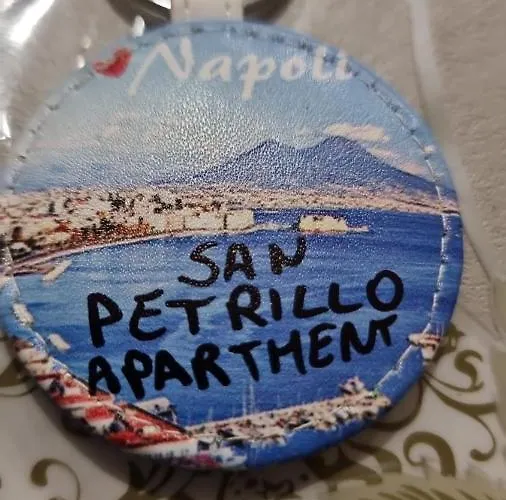 Napoli
SAN
PETRILLO
APARTMENT